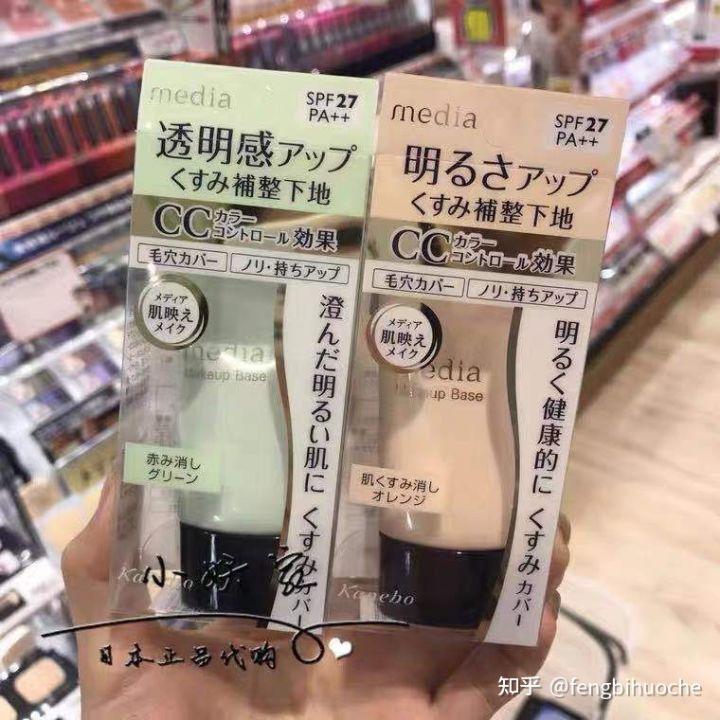 media
SPF27
PA++
透明感アップ
くすみ補整下地
CCカラーコントロール効果
毛穴カバー
ノリ・持ちアップ
メディア
肌映え
メイク
media
Makeup Base
澄んだ明るい肌に くすみカバー
赤み消し
グリーン
media
SPF27
PA++
明るさアップ
くすみ補整下地
CCカラーコントロール効果
毛穴カバー
ノリ・持ちアップ
メディア
肌映え
メイク
media
Makeup Base
明るく健康的に くすみカバー
肌くすみ消し
オレンジ
Kanebo
日本正品代购
知乎 @fengbihuoche